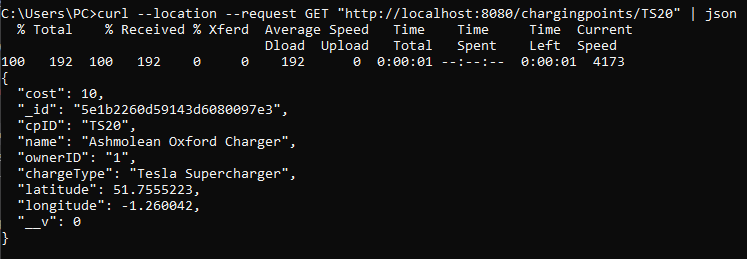 C:\Users\PC>curl --location --request GET "http://localhost:8080/chargingpoints/TS20" | json
  % Total    % Received % Xferd  Average Speed   Time    Time     Time  Current
                                 Dload  Upload   Total   Spent    Left  Speed
100   192  100   192    0     0    192      0  0:00:01 --:--:--  0:00:01  4173
{
  "cost": 10,
  "_id": "5e1b2260d59143d6080097e3",
  "cpID": "TS20",
  "name": "Ashmolean Oxford Charger",
  "ownerID": "1",
  "chargeType": "Tesla Supercharger",
  "latitude": 51.7555223,
  "longitude": -1.260042,
  "__v": 0
}